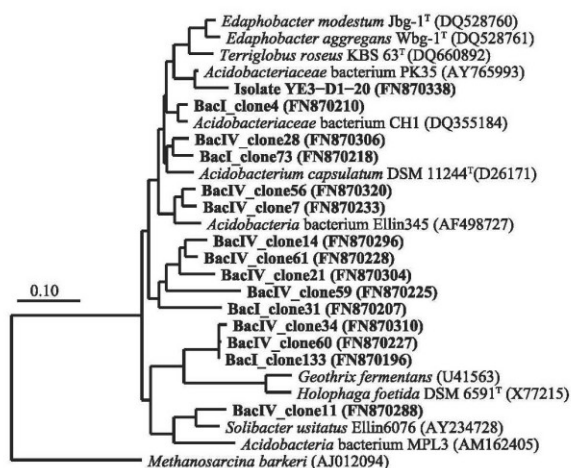 Edaphobacter modestum Jbg-1ᵀ (DQ528760)
Edaphobacter aggregans Wbg-1ᵀ (DQ528761)
Terriglobus roseus KBS 63ᵀ (DQ660892)
Acidobacteriaceae bacterium PK35 (AY765993)
Isolate YE3-D1-20 (FN870338)
BacI_clone4 (FN870210)
Acidobacteriaceae bacterium CH1 (DQ355184)
BacIV_clone28 (FN870306)
BacI_clone73 (FN870218)
Acidobacterium capsulatum DSM 11244ᵀ(D26171)
BacIV_clone56 (FN870320)
BacIV_clone7 (FN870233)
Acidobacteria bacterium Ellin345 (AF498727)
BacIV_clone14 (FN870296)
BacIV_clone61 (FN870228)
BacIV_clone21 (FN870304)
0.10
BacIV_clone59 (FN870225)
BacI_clone31 (FN870207)
BacIV_clone34 (FN870310)
BacIV_clone60 (FN870227)
BacI_clone133 (FN870196)
Geothrix fermentans (U41563)
Holophaga foetida DSM 6591ᵀ (X77215)
BacIV_clone11 (FN870288)
Solibacter usitatus Ellin6076 (AY234728)
Acidobacteria bacterium MPL3 (AM162405)
Methanosarcina barkeri (AJ012094)